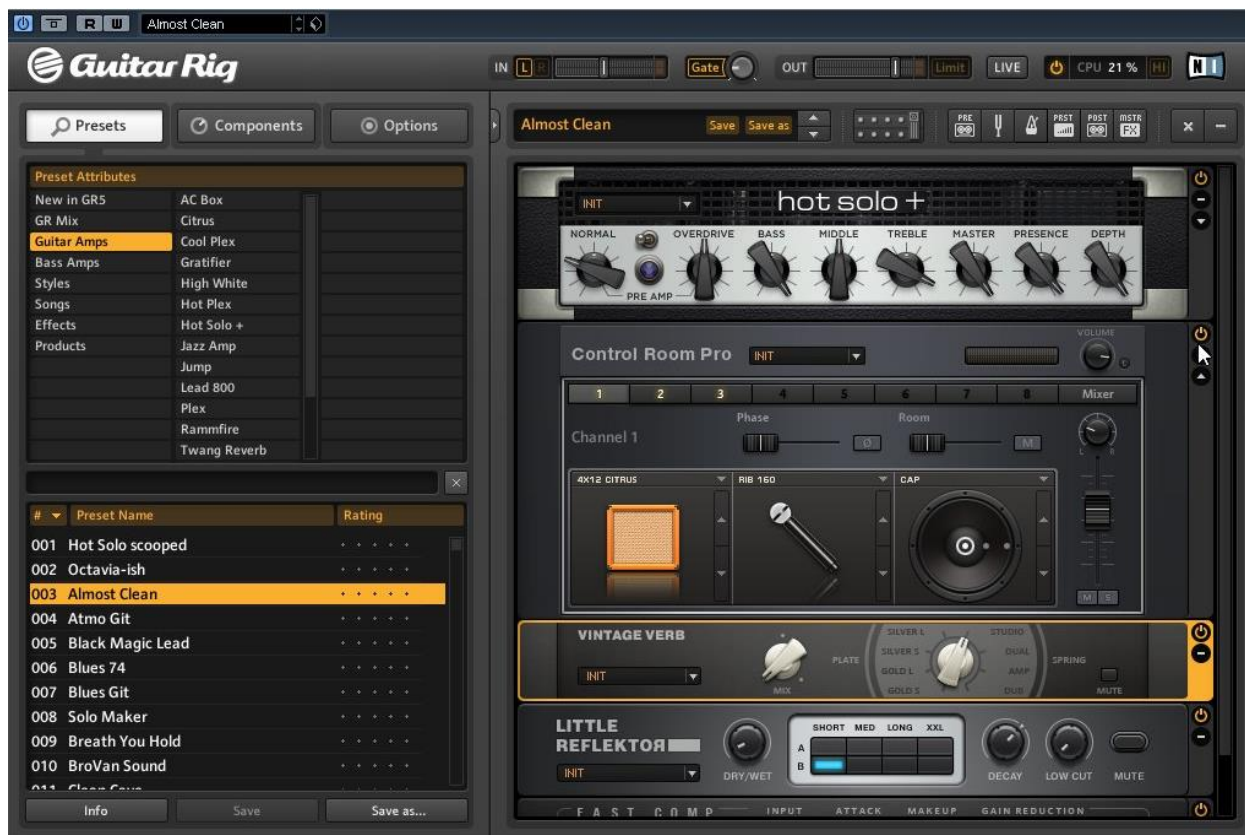 R W Almost Clean
Guitar Rig
IN L R Gate OUT Limit LIVE CPU 21 % HI N I
Presets Components Options
Almost Clean Save Save as PRE PRST POST MSTR FX
Preset Attributes
New in GR5 AC Box
GR Mix Citrus
Guitar Amps Cool Plex
Bass Amps Gratifier
Styles High White
Songs Hot Plex
Effects Hot Solo +
Products Jazz Amp
Jump
Lead 800
Plex
Rammfire
Twang Reverb
# Preset Name Rating
001 Hot Solo scooped
002 Octavia-ish
003 Almost Clean
004 Atmo Git
005 Black Magic Lead
006 Blues 74
007 Blues Git
008 Solo Maker
009 Breath You Hold
010 BroVan Sound
Info Save Save as...
INIT hot solo +
NORMAL OVERDRIVE BASS MIDDLE TREBLE MASTER PRESENCE DEPTH
PRE AMP
Control Room Pro INIT VOLUME
1 2 3 4 5 6 7 8 Mixer
Channel 1 Phase Ø Room M
L R
4X12 CITRUS RIB 160 CAP
M S
VINTAGE VERB
INIT
MIX PLATE SILVER L SILVER S GOLD L GOLD S STUDIO DUAL AMP DUB SPRING MUTE
LITTLE
REFLEKTOR
INIT
DRY/WET SHORT MED LONG XXL
A
B
DECAY LOW CUT MUTE
FAST COMP INPUT ATTACK MAKEUP GAIN REDUCTION